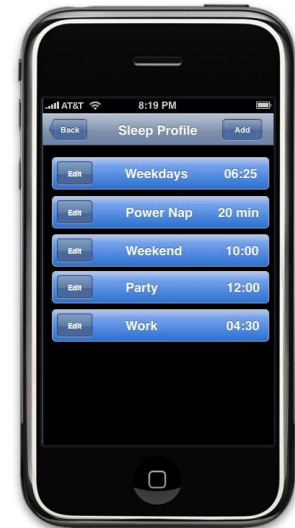 AT&T 8:19 PM
Back Sleep Profile Add
Edit Weekdays 06:25
Edit Power Nap 20 min
Edit Weekend 10:00
Edit Party 12:00
Edit Work 04:30